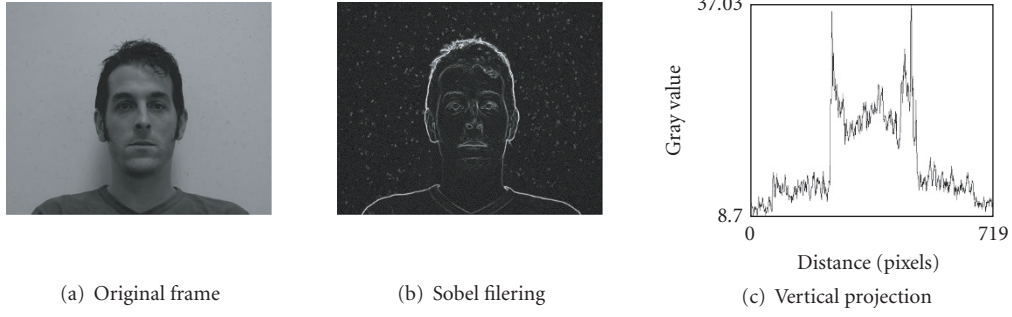 37.03
Gray value
8.7
0 719
Distance (pixels)
(a) Original frame
(b) Sobel filering
(c) Vertical projection